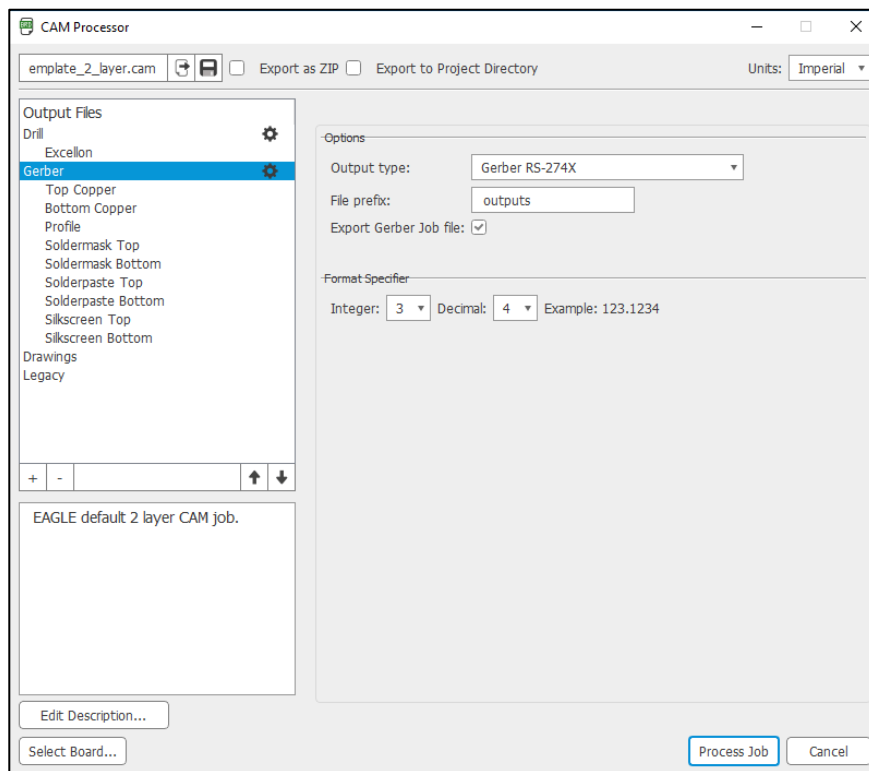 CAM Processor
emplate_2_layer.cam Export as ZIP Export to Project Directory Units: Imperial
Output Files
Drill
Excellon
Gerber
Top Copper
Bottom Copper
Profile
Soldermask Top
Soldermask Bottom
Solderpaste Top
Solderpaste Bottom
Silkscreen Top
Silkscreen Bottom
Drawings
Legacy
+ -
Options
Output type: Gerber RS-274X
File prefix: outputs
Export Gerber Job file:
Format Specifier
Integer: 3 Decimal: 4 Example: 123.1234
EAGLE default 2 layer CAM job.
Edit Description...
Select Board...
Process Job Cancel